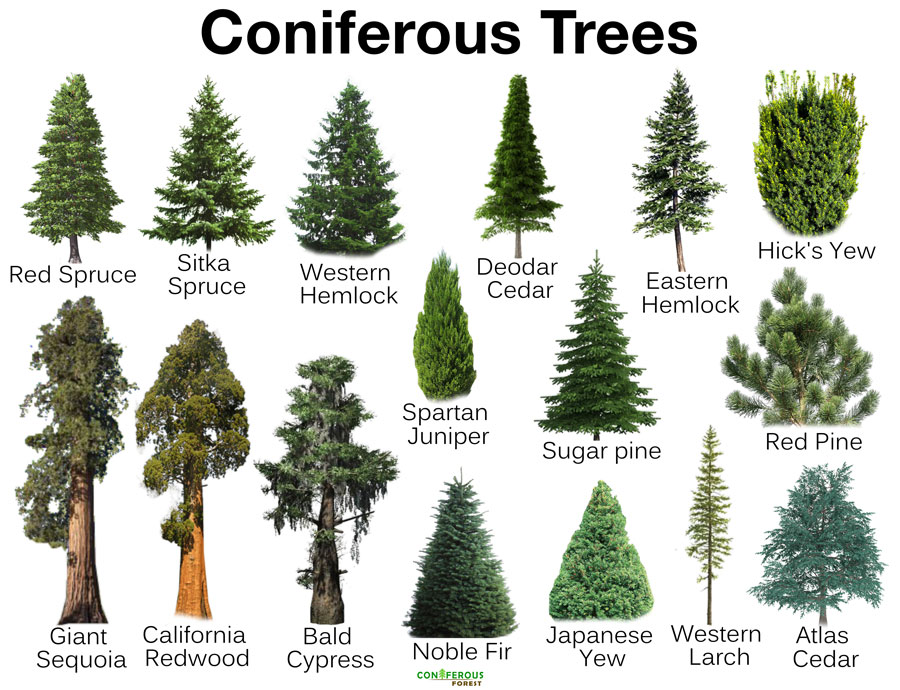 Coniferous Trees
Red Spruce
Sitka
Spruce
Western
Hemlock
Deodar
Cedar
Eastern
Hemlock
Hick's Yew
Spartan
Juniper
Sugar pine
Red Pine
Giant
Sequoia
California
Redwood
Bald
Cypress
Noble Fir
Japanese
Yew
Western
Larch
Atlas
Cedar
CONIFEROUS
FOREST